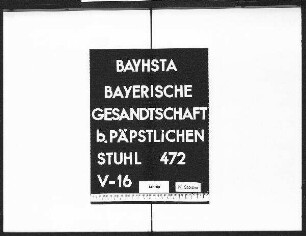 BAYHSTA
BAYERISCHE
GESANDTSCHAFT
b. PÄPSTLiCHEN
STUHL 472
V-16